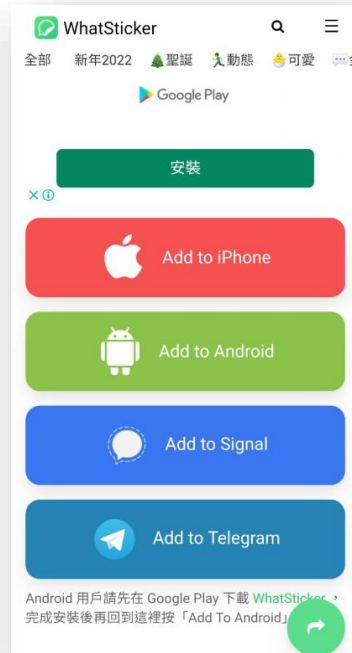 WhatSticker
全部 新年2022 🎄聖誕 🏃動態 🐣可愛
Google Play
安裝
Add to iPhone
Add to Android
Add to Signal
Add to Telegram
Android 用戶請先在 Google Play 下載 WhatSticker，
完成安裝後再回到這裡按「Add To Android」